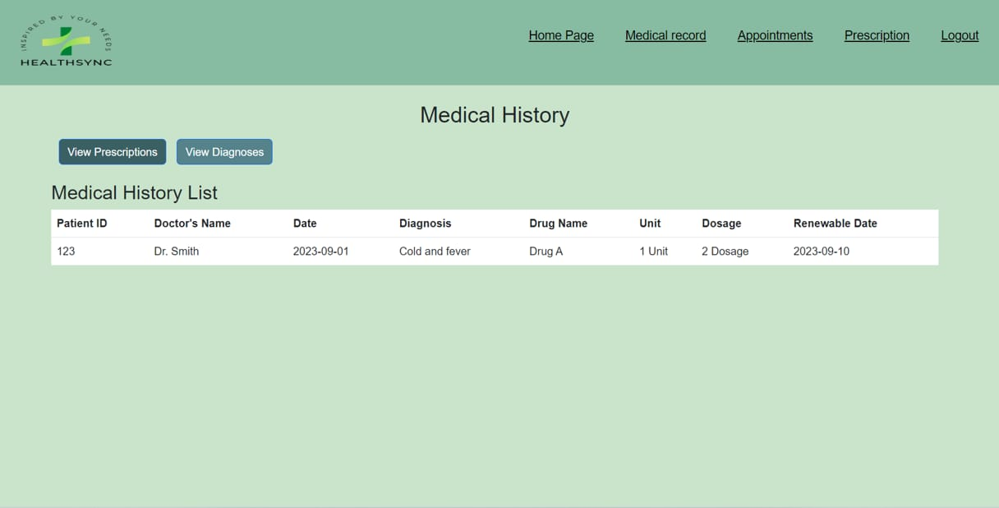 INSPIRED BY YOUR NEEDS
HEALTHSYNC
Home Page Medical record Appointments Prescription Logout
Medical History
View Prescriptions View Diagnoses
Medical History List
Patient ID Doctor's Name Date Diagnosis Drug Name Unit Dosage Renewable Date
123 Dr. Smith 2023-09-01 Cold and fever Drug A 1 Unit 2 Dosage 2023-09-10